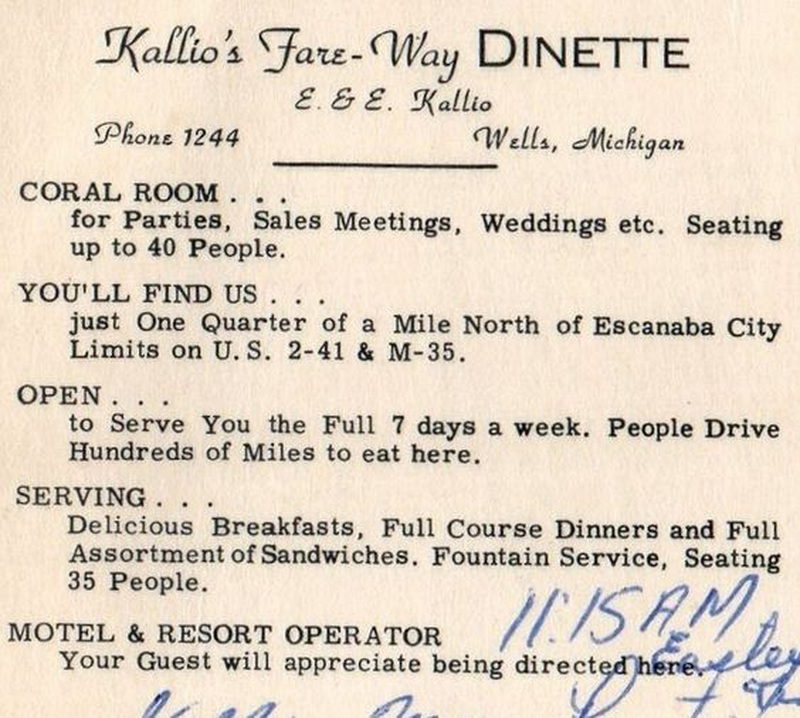 Kallio's Fare-Way DINETTE
E. & E. Kallio
Phone 1244 Wells, Michigan
CORAL ROOM . . .
for Parties, Sales Meetings, Weddings etc. Seating
up to 40 People.
YOU'LL FIND US . . .
just One Quarter of a Mile North of Escanaba City
Limits on U.S. 2-41 & M-35.
OPEN . . .
to Serve You the Full 7 days a week. People Drive
Hundreds of Miles to eat here.
SERVING . . .
Delicious Breakfasts, Full Course Dinners and Full
Assortment of Sandwiches. Fountain Service, Seating
35 People.
11:15 AM
MOTEL & RESORT OPERATOR
Your Guest will appreciate being directed here.